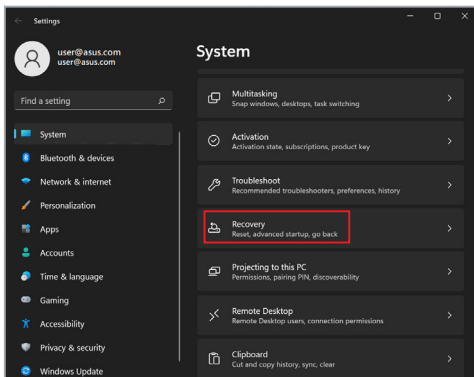 Settings
user@asus.com
user@asus.com
Find a setting
System
Bluetooth & devices
Network & internet
Personalization
Apps
Accounts
Time & language
Gaming
Accessibility
Privacy & security
Windows Update
System
Multitasking
Snap windows, desktops, task switching
Activation
Activation state, subscriptions, product key
Troubleshoot
Recommended troubleshooters, preferences, history
Recovery
Reset, advanced startup, go back
Projecting to this PC
Permissions, pairing PIN, discoverability
Remote Desktop
Remote Desktop users, connection permissions
Clipboard
Cut and copy history, sync, clear